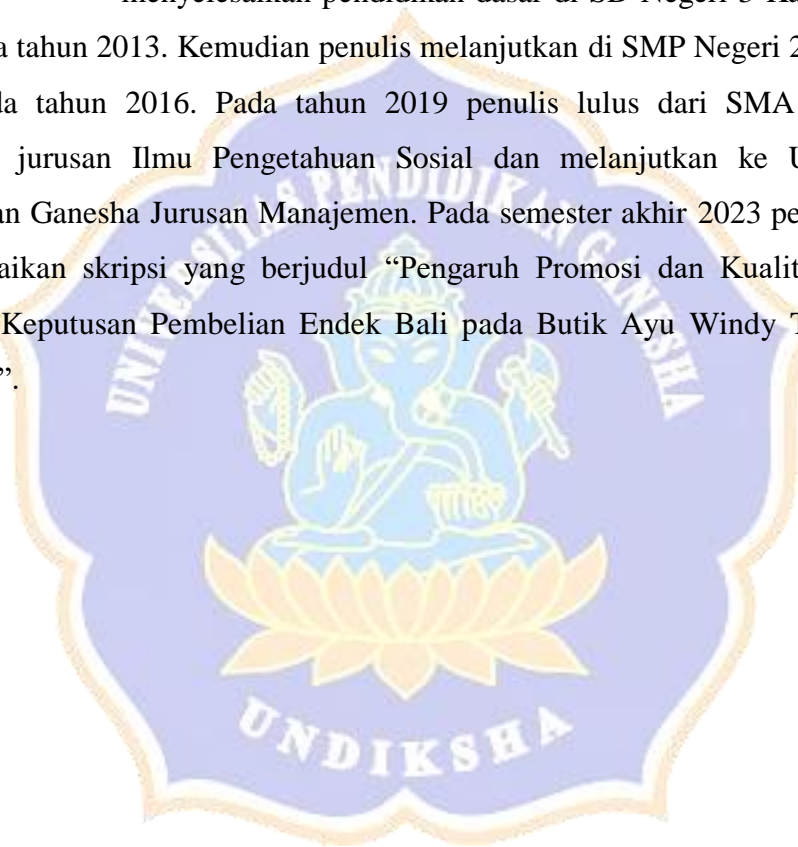 menyelesaikan pendidikan dasar di SD Negeri 3
a tahun 2013. Kemudian penulis melanjutkan di SMP Negeri 2
da tahun 2016. Pada tahun 2019 penulis lulus dari SMA
jurusan Ilmu Pengetahuan Sosial dan melanjutkan ke U
an Ganesha Jurusan Manajemen. Pada semester akhir 2023 pe
aikan skripsi yang berjudul “Pengaruh Promosi dan Kualit
Keputusan Pembelian Endek Bali pada Butik Ayu Windy T
”.
UNIVERSITAS PENDIDIKAN GANESHA
UNDIKSHA